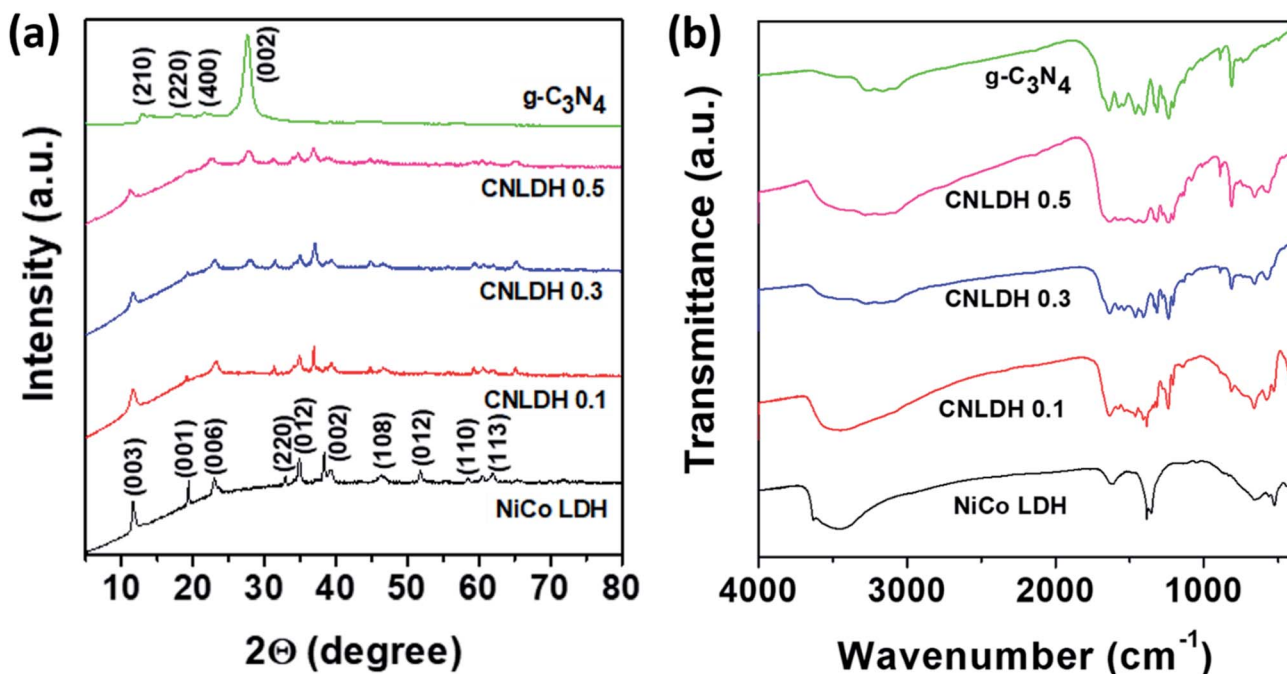 (a)
Intensity (a.u.)
(210)
(220)
(400)
(002)
g-C₃N₄
CNLDH 0.5
CNLDH 0.3
CNLDH 0.1
(003)
(001)
(006)
(220)
(012)
(002)
(108)
(012)
(110)
(113)
NiCo LDH
10 20 30 40 50 60 70 80
2Θ (degree)
(b)
Transmittance (a.u.)
g-C₃N₄
CNLDH 0.5
CNLDH 0.3
CNLDH 0.1
NiCo LDH
4000 3000 2000 1000
Wavenumber (cm⁻¹)